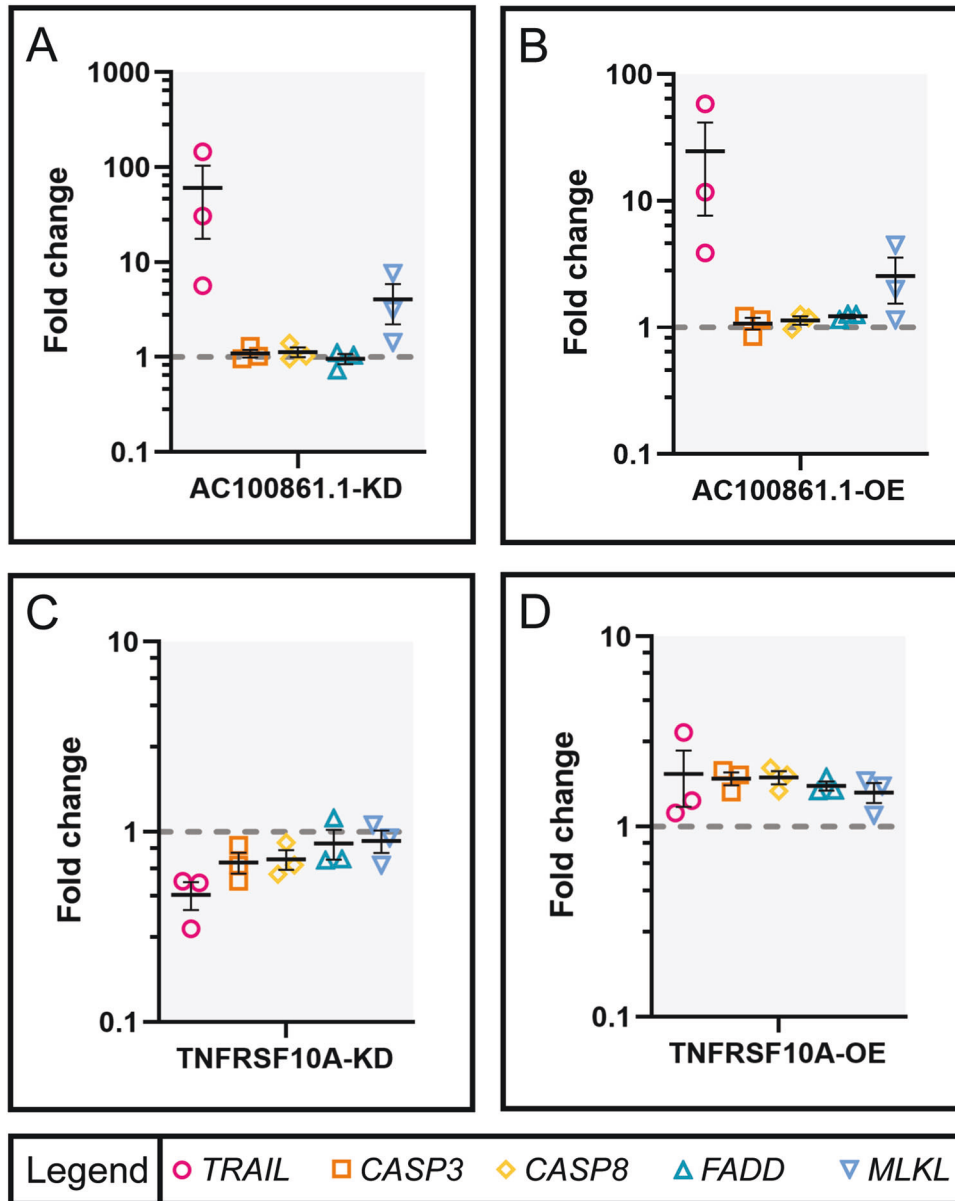 A
Fold change
1000
100
10
1
0.1
AC100861.1-KD
B
Fold change
100
10
1
0.1
AC100861.1-OE
C
Fold change
10
1
0.1
TNFRSF10A-KD
D
Fold change
10
1
0.1
TNFRSF10A-OE
Legend TRAIL CASP3 CASP8 FADD MLKL